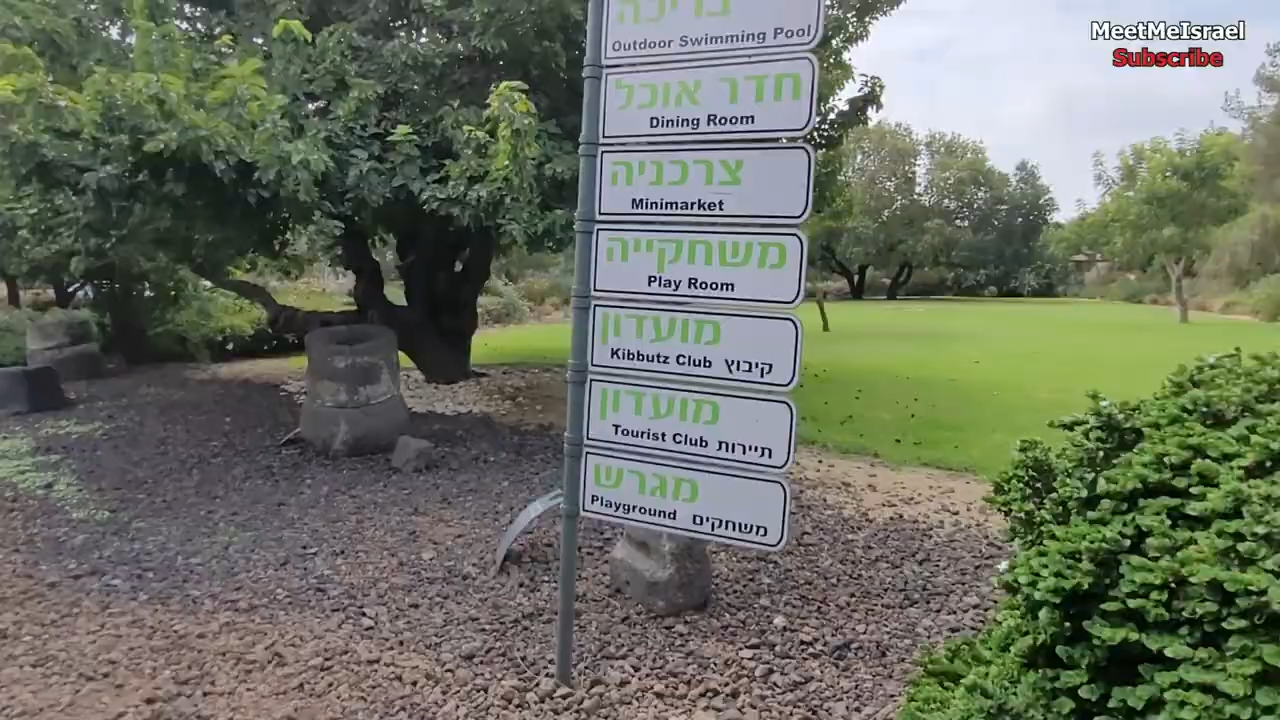 MeetMeIsrael
Subscribe
בריכה
Outdoor Swimming Pool
חדר אוכל
Dining Room
צרכניה
Minimarket
משחקייה
Play Room
מועדון
Kibbutz Club קיבוץ
מועדון
Tourist Club תיירות
מגרש
Playground משחקים